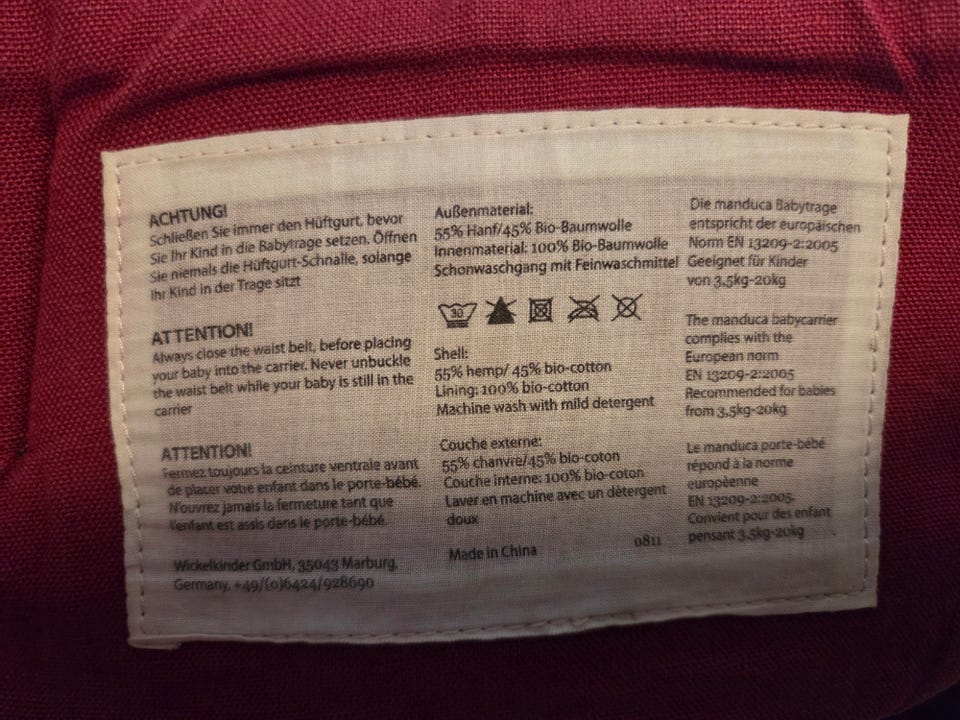 ACHTUNG!
Schließen Sie immer den Hüftgurt, bevor
Sie Ihr Kind in die Babytrage setzen. Öffnen
Sie niemals die Hüftgurt-Schnalle, solange
Ihr Kind in der Trage sitzt
ATTENTION!
Always close the waist belt, before placing
your baby into the carrier. Never unbuckle
the waist belt while your baby is still in the
carrier
ATTENTION!
Fermez toujours la ceinture ventrale avant
de placer votre enfant dans le porte-bébé.
N'ouvrez jamais la fermeture tant que
l'enfant est assis dans le porte-bébé.
Wickelkinder GmbH, 35043 Marburg,
Germany, +49/(0)6424/928690
Außenmaterial:
55% Hanf/45% Bio-Baumwolle
Innenmaterial: 100% Bio-Baumwolle
Schonwaschgang mit Feinwaschmittel
30
Shell:
55% hemp/ 45% bio-cotton
Lining: 100% bio-cotton
Machine wash with mild detergent
Couche externe:
55% chanvre/45% bio-coton
Couche interne: 100% bio-coton
Laver en machine avec un dètergent
doux
Made in China
0811
Die manduca Babytrage
entspricht der europäischen
Norm EN 13209-2:2005
Geeignet für Kinder
von 3,5kg-20kg
The manduca babycarrier
complies with the
European norm
EN 13209-2:2005
Recommended for babies
from 3,5kg-20kg
Le manduca porte-bébé
répond à la norme
européenne
EN 13209-2:2005.
Convient pour des enfant
pensant 3,5kg-20kg